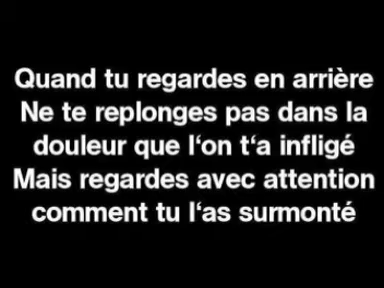 Quand tu regardes en arrière
Ne te replonges pas dans la
douleur que l‘on t‘a infligé
Mais regardes avec attention
comment tu l‘as surmonté